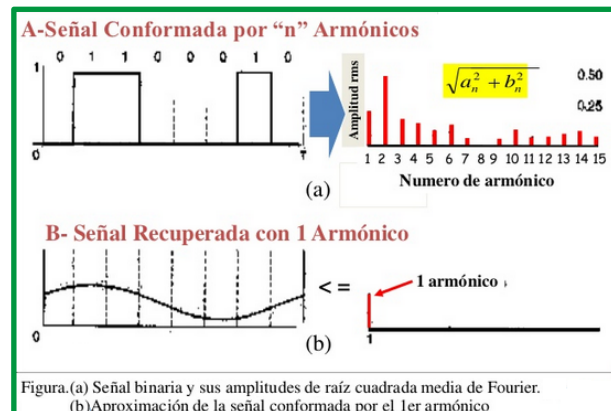 A-Señal Conformada por “n” Armónicos
0 1 1 0 0 0 1 0
1
0
T
Amplitud rms
√a_n^2 + b_n^2
0.50
0.25
1 2 3 4 5 6 7 8 9 10 11 12 13 14 15
Numero de armónico
(a)
B- Señal Recuperada con 1 Armónico
0
< =
1 armónico
1
(b)
Figura.(a) Señal binaria y sus amplitudes de raíz cuadrada media de Fourier.
(b)Aproximación de la señal conformada por el 1er armónico